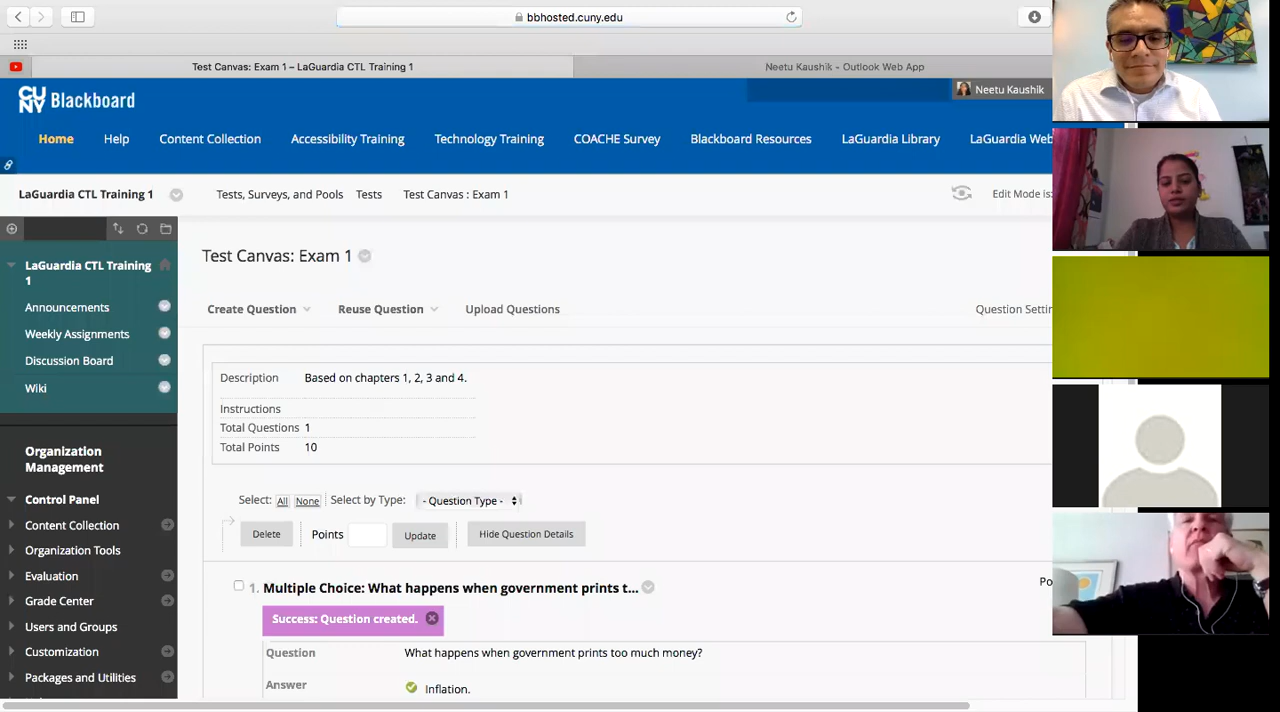 bbhosted.cuny.edu
Test Canvas: Exam 1 – LaGuardia CTL Training 1
Neetu Kaushik - Outlook Web App
CU
NY Blackboard
Neetu Kaushik
Home Help Content Collection Accessibility Training Technology Training COACHE Survey Blackboard Resources LaGuardia Library LaGuardia Web
LaGuardia CTL Training 1 Tests, Surveys, and Pools Tests Test Canvas : Exam 1 Edit Mode is:
LaGuardia CTL Training
1
Announcements
Weekly Assignments
Discussion Board
Wiki
Organization
Management
Control Panel
Content Collection
Organization Tools
Evaluation
Grade Center
Users and Groups
Customization
Packages and Utilities
Test Canvas: Exam 1
Create Question Reuse Question Upload Questions Question Settin
Description Based on chapters 1, 2, 3 and 4.
Instructions
Total Questions 1
Total Points 10
Select: All None Select by Type: - Question Type -
Delete Points Update Hide Question Details
1. Multiple Choice: What happens when government prints t... Po
Success: Question created.
Question What happens when government prints too much money?
Answer Inflation.